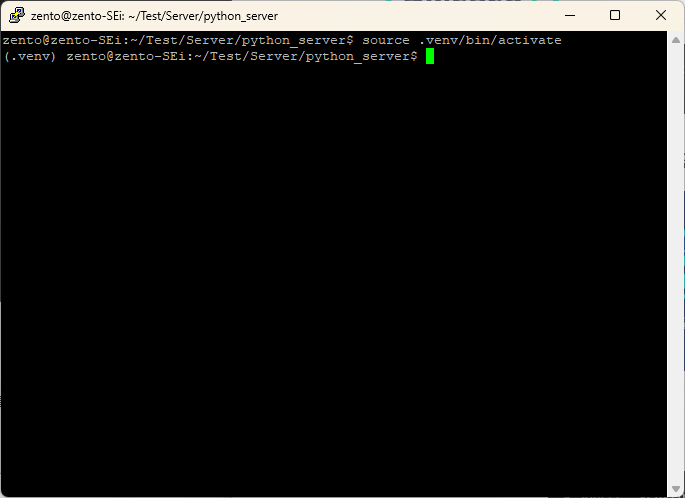 zento@zento-SEi: ~/Test/Server/python_server
zento@zento-SEi:~/Test/Server/python_server$ source .venv/bin/activate
(.venv) zento@zento-SEi:~/Test/Server/python_server$